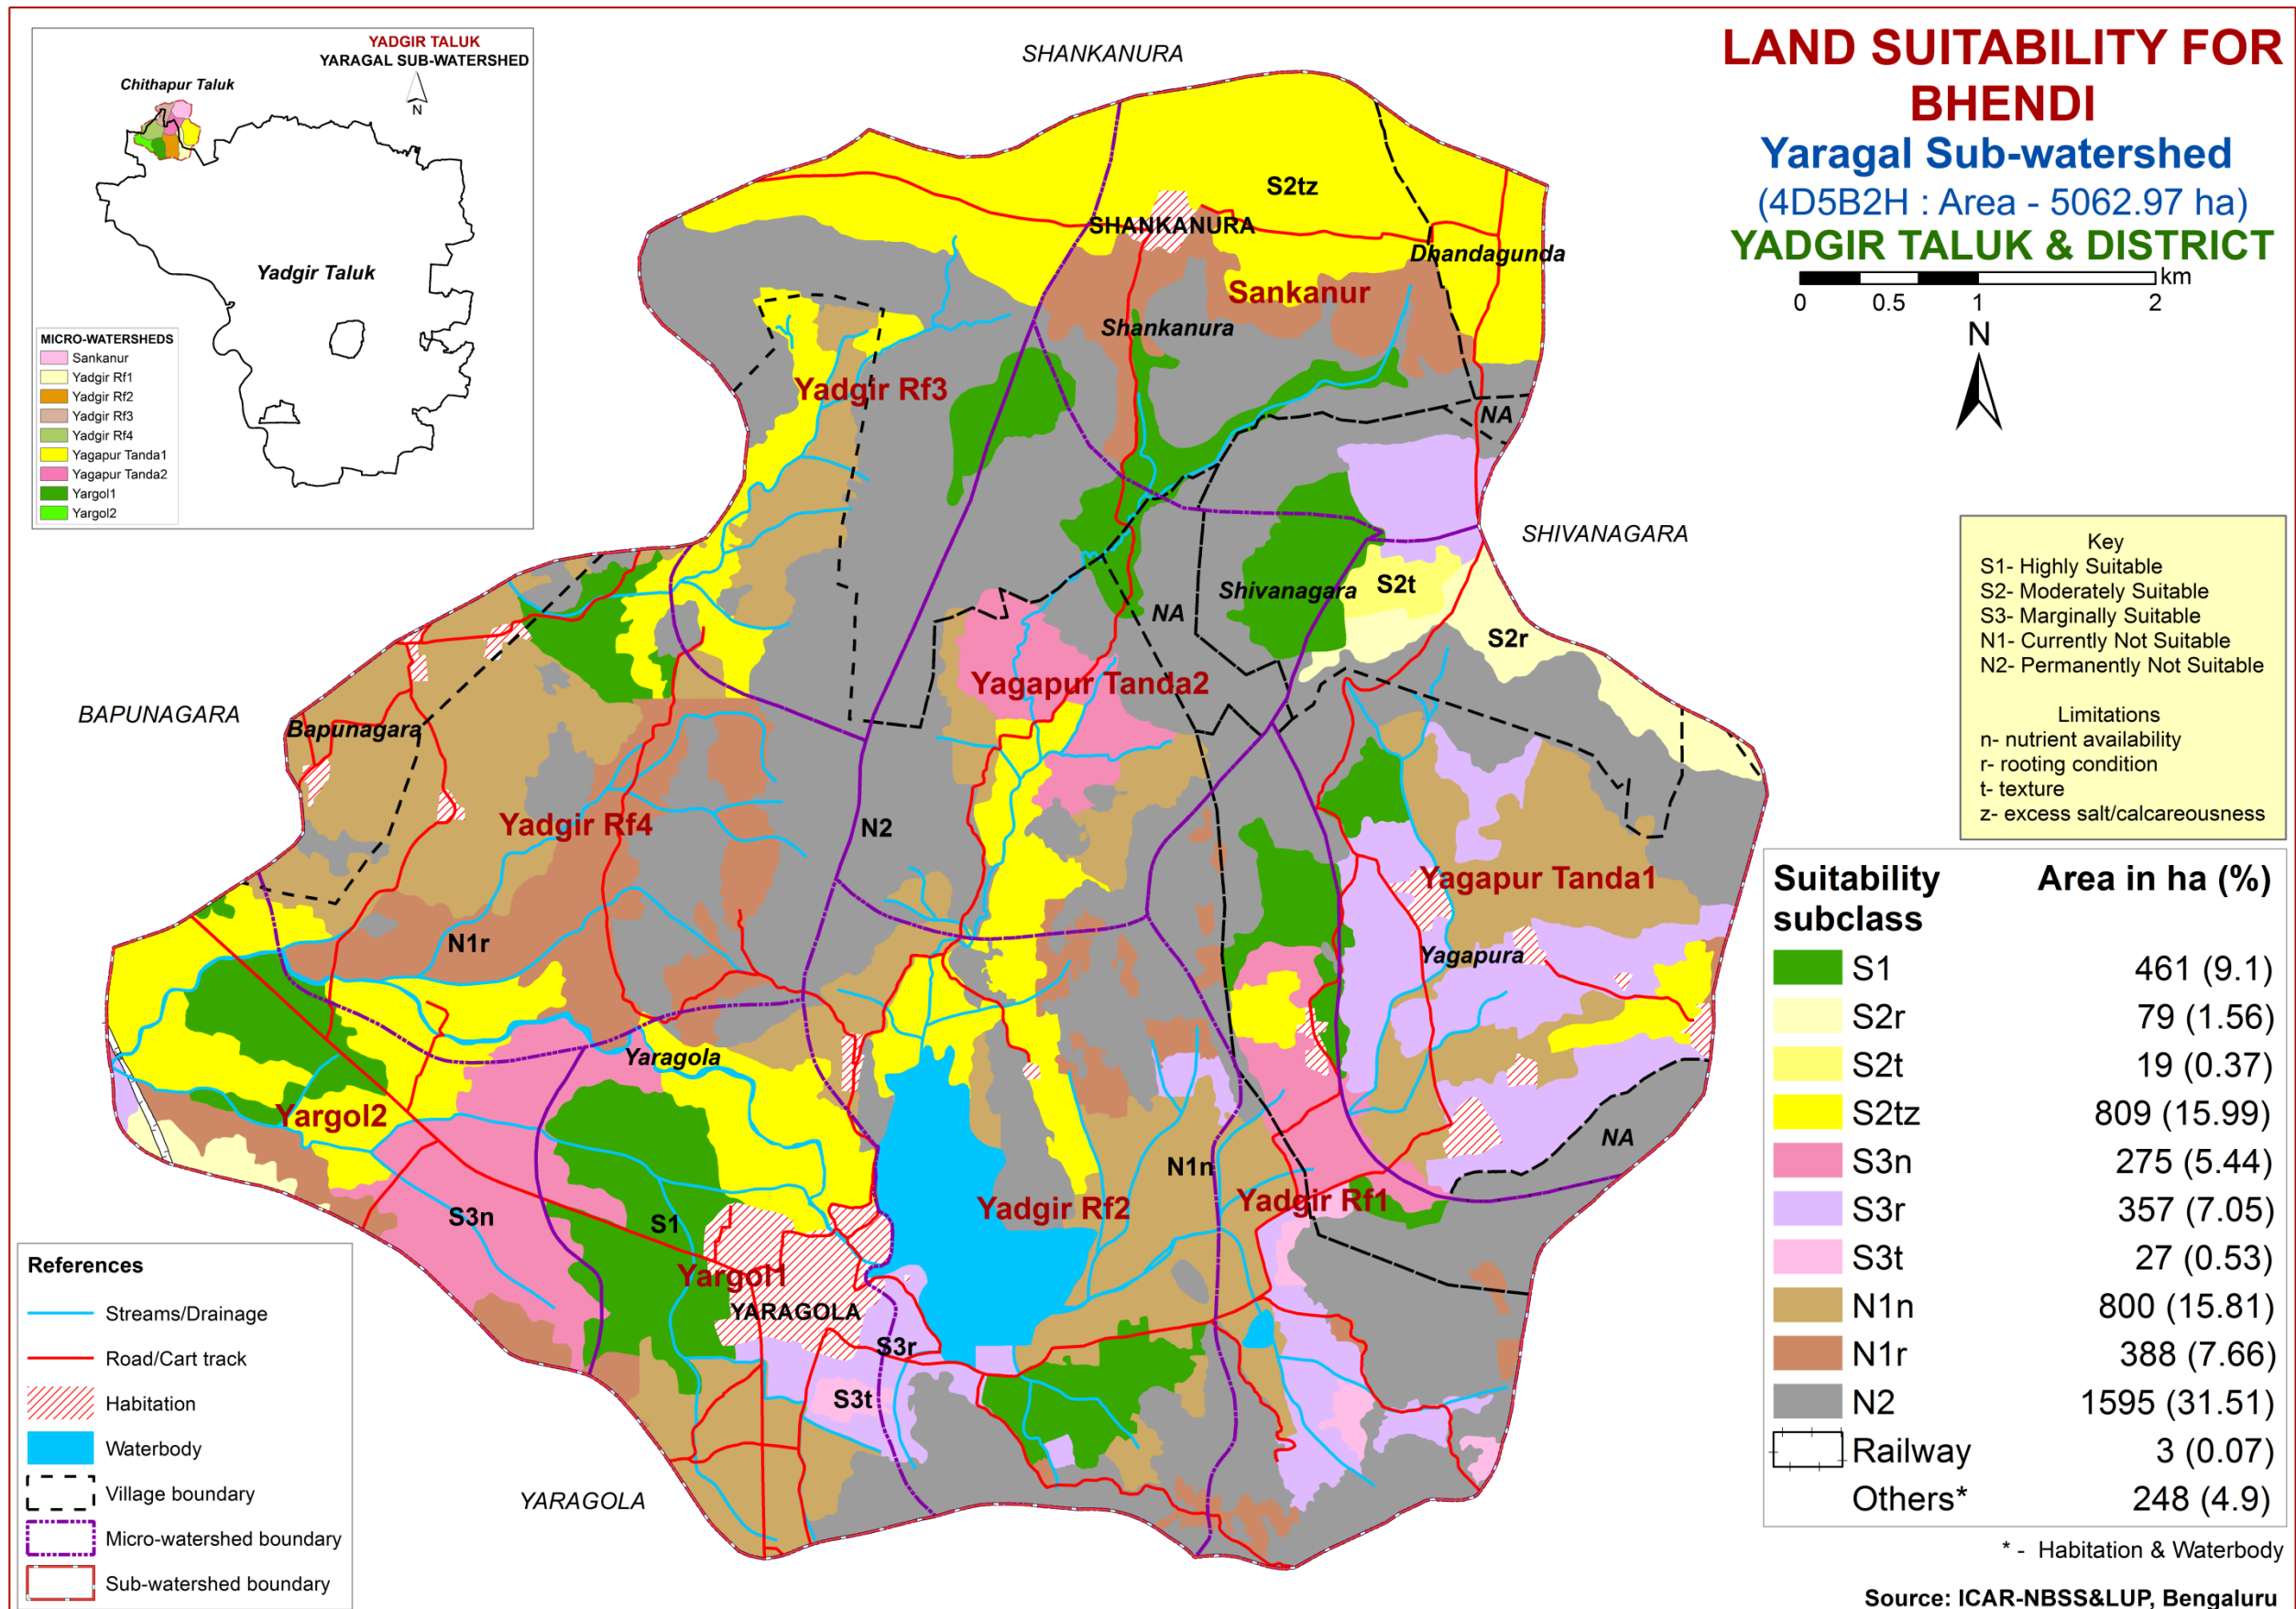 YADGIR TALUK
YARAGAL SUB-WATERSHED
Chithapur Taluk
N
Yadgir Taluk
MICRO-WATERSHEDS
Sankanur
Yadgir Rf1
Yadgir Rf2
Yadgir Rf3
Yadgir Rf4
Yagapur Tanda1
Yagapur Tanda2
Yargol1
Yargol2
LAND SUITABILITY FOR
BHENDI
Yaragal Sub-watershed
(4D5B2H : Area - 5062.97 ha)
YADGIR TALUK & DISTRICT
km
0 0.5 1 2
N
SHANKANURA
S2tz
SHANKANURA
Dhandagunda
Sankanur
Shankanura
Yadgir Rf3
NA
SHIVANAGARA
S2t
Shivanagara
NA
S2r
Yagapur Tanda2
BAPUNAGARA
Bapunagara
Yadgir Rf4
N2
Yagapur Tanda1
N1r
Yagapura
Yaragola
Yargol2
NA
N1n
Yadgir Rf2
Yadgir Rf1
S3n
S1
Yargol1
YARAGOLA
S3r
S3t
YARAGOLA
Key
S1- Highly Suitable
S2- Moderately Suitable
S3- Marginally Suitable
N1- Currently Not Suitable
N2- Permanently Not Suitable
Limitations
n- nutrient availability
r- rooting condition
t- texture
z- excess salt/calcareousness
Suitability Area in ha (%)
subclass
S1 461 (9.1)
S2r 79 (1.56)
S2t 19 (0.37)
S2tz 809 (15.99)
S3n 275 (5.44)
S3r 357 (7.05)
S3t 27 (0.53)
N1n 800 (15.81)
N1r 388 (7.66)
N2 1595 (31.51)
Railway 3 (0.07)
Others* 248 (4.9)
* - Habitation & Waterbody
Source: ICAR-NBSS&LUP, Bengaluru
References
Streams/Drainage
Road/Cart track
Habitation
Waterbody
Village boundary
Micro-watershed boundary
Sub-watershed boundary